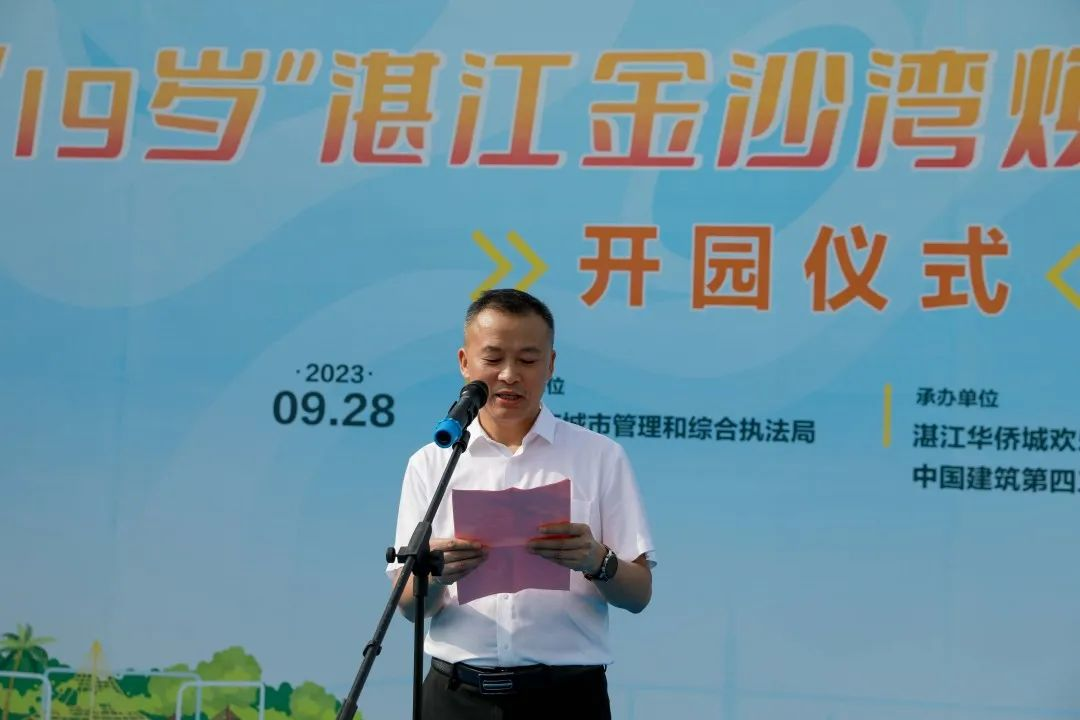 “19岁”湛江金沙湾焕
开园仪式
·2023·
09.28
位
城市管理和综合执法局
承办单位
湛江华侨城欢
中国建筑第四